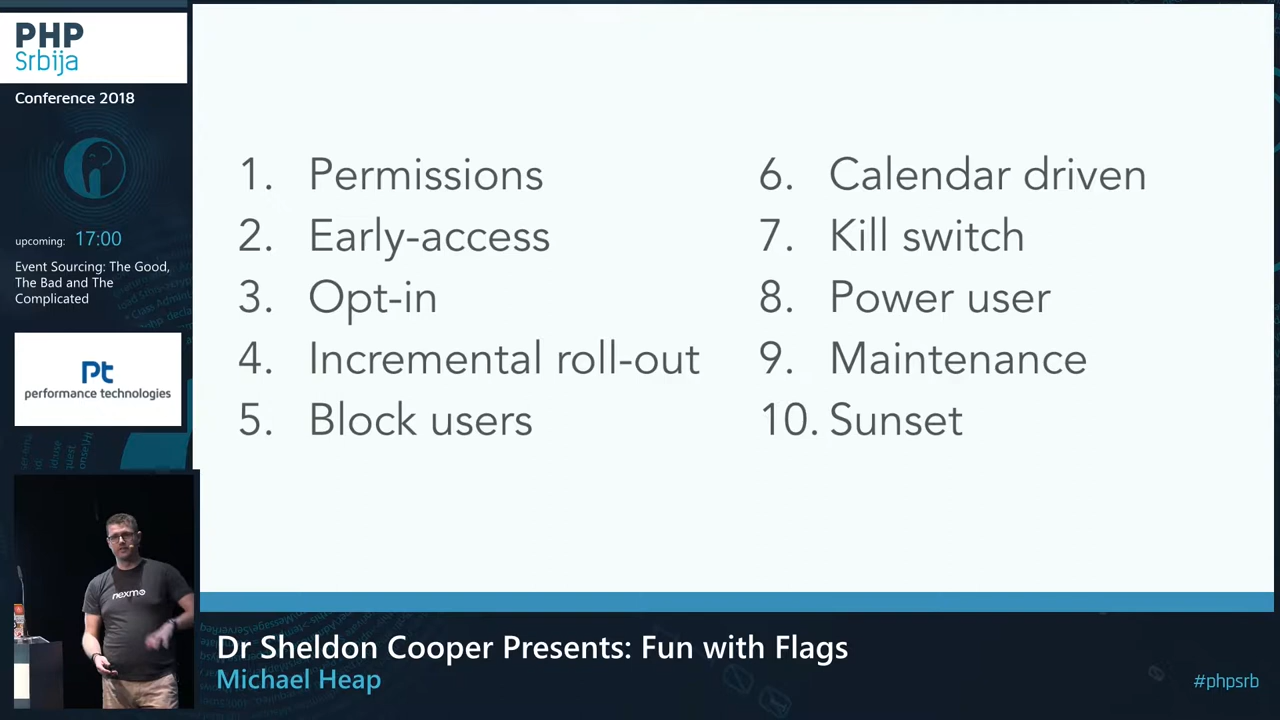 PHP
Srbija
Conference 2018
upcoming: 17:00
Event Sourcing: The Good,
The Bad and The
Complicated
Pt
performance technologies
1. Permissions
2. Early-access
3. Opt-in
4. Incremental roll-out
5. Block users
6. Calendar driven
7. Kill switch
8. Power user
9. Maintenance
10. Sunset
nexmo
Dr Sheldon Cooper Presents: Fun with Flags
Michael Heap
#phpsrb